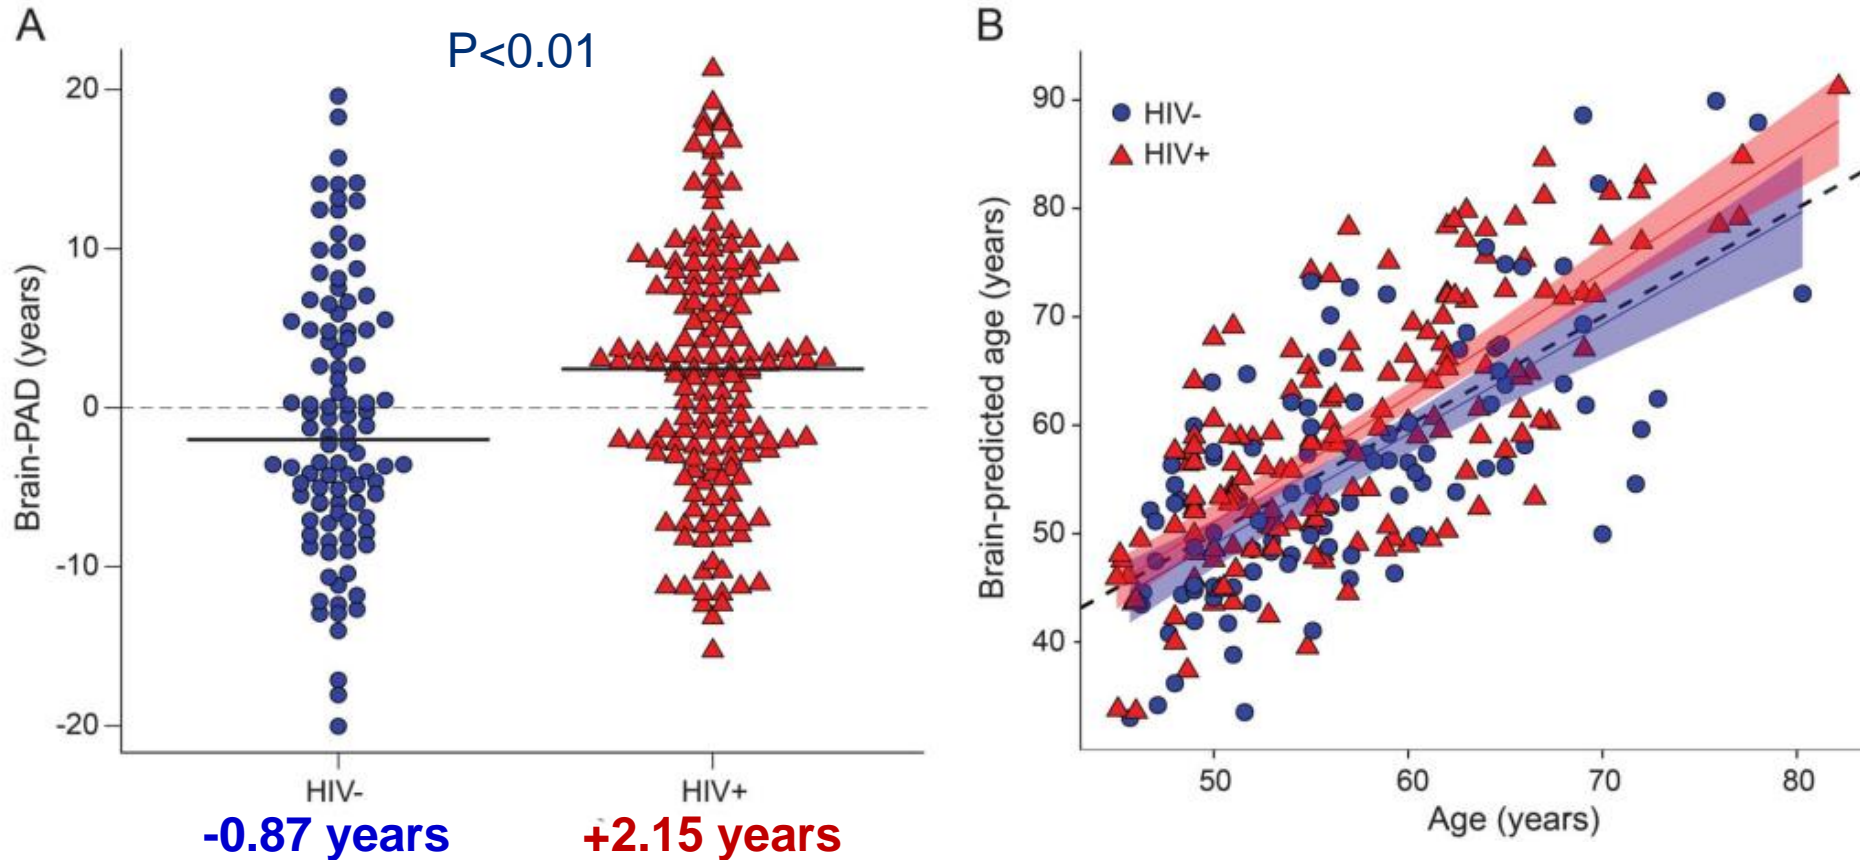 A
P<0.01
Brain-PAD (years)
20
10
0
-10
-20
HIV-
HIV+
-0.87 years
+2.15 years
B
HIV-
HIV+
Brain-predicted age (years)
90
80
70
60
50
40
50
60
70
80
Age (years)